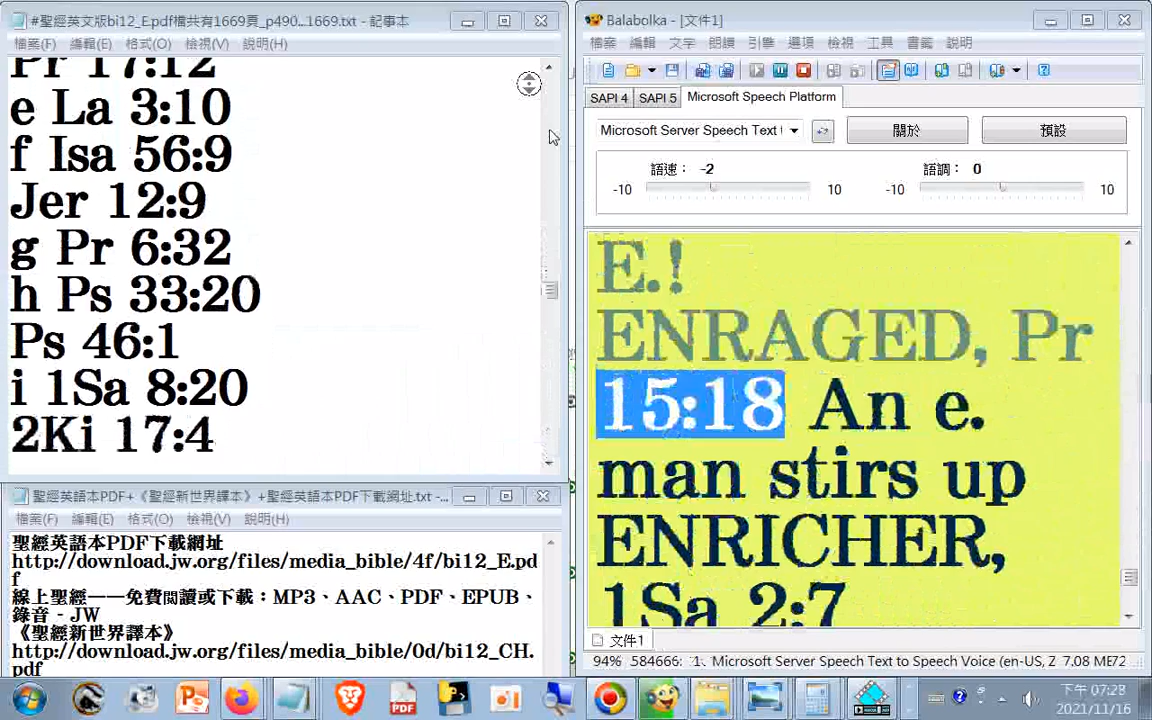 #聖經英文版bi12_E.pdf檔共有1669頁_p490...1669.txt - 記事本
檔案(F) 編輯(E) 格式(O) 檢視(V) 說明(H)
Pr 17:12
e La 3:10
f Isa 56:9
Jer 12:9
g Pr 6:32
h Ps 33:20
Ps 46:1
i 1Sa 8:20
2Ki 17:4
聖經英語本PDF+《聖經新世界譯本》+聖經英語本PDF下載網址.txt -...
檔案(F) 編輯(E) 格式(O) 檢視(V) 說明(H)
聖經英語本PDF下載網址
http://download.jw.org/files/media_bible/4f/bi12_E.pd
f
線上聖經——免費閱讀或下載：MP3、AAC、PDF、EPUB、
錄音 - JW
《聖經新世界譯本》
http://download.jw.org/files/media_bible/0d/bi12_CH.
pdf
Balabolka - [文件1]
檔案 編輯 文字 朗讀 引擎 選項 檢視 工具 書籤 說明
SAPI 4 SAPI 5 Microsoft Speech Platform
Microsoft Server Speech Text 關於 預設
語速： -2 語調： 0
-10 10 -10 10
E.!
ENRAGED, Pr
15:18 An e.
man stirs up
ENRICHER,
1Sa 2:7
文件1
94% 584666: 1、 Microsoft Server Speech Text to Speech Voice (en-US, Z 7.08 ME72
PDF
下午 07:28
2021/11/16